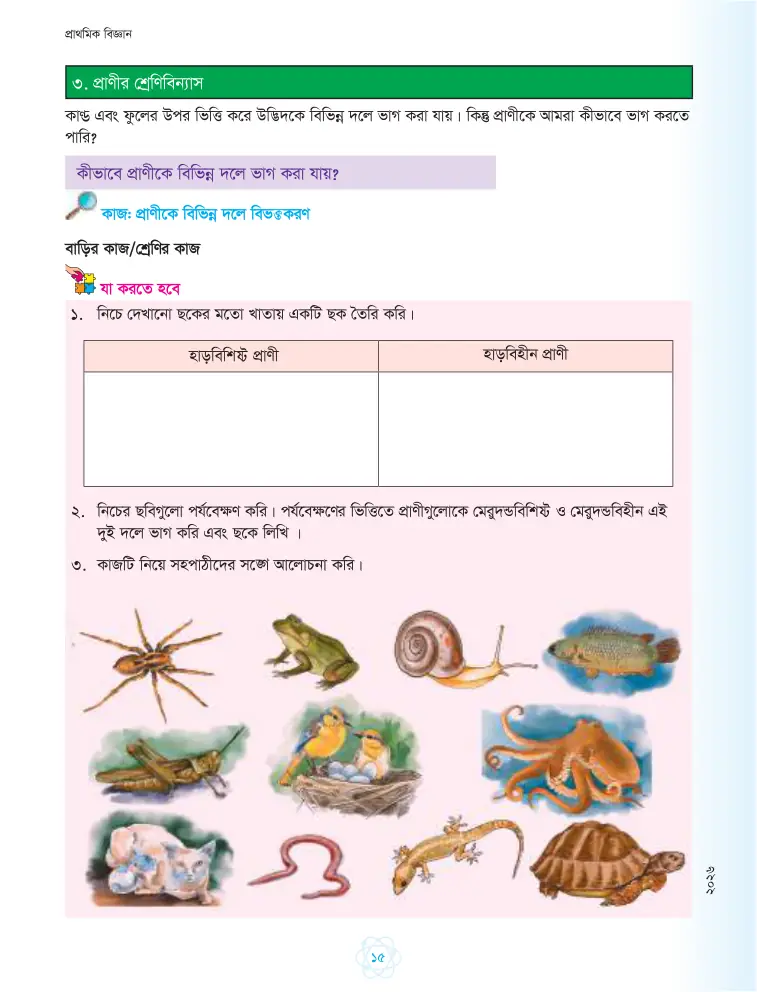 প্রাথমিক বিজ্ঞান
৩. প্রাণীর শ্রেণিবিন্যাস
কাণ্ড এবং ফুলের উপর ভিত্তি করে উদ্ভিদকে বিভিন্ন দলে ভাগ করা যায়। কিন্তু প্রাণীকে আমরা কীভাবে ভাগ করতে
পারি?
কীভাবে প্রাণীকে বিভিন্ন দলে ভাগ করা যায়?
কাজ: প্রাণীকে বিভিন্ন দলে বিভক্তকরণ
বাড়ির কাজ/শ্রেণির কাজ
যা করতে হবে
১. নিচে দেখানো ছকের মতো খাতায় একটি ছক তৈরি করি।
হাড়বিশিষ্ট প্রাণী
হাড়বিহীন প্রাণী
২. নিচের ছবিগুলো পর্যবেক্ষণ করি। পর্যবেক্ষণের ভিত্তিতে প্রাণীগুলোকে মেরুদন্ডবিশিষ্ট ও মেরুদন্ডবিহীন এই
দুই দলে ভাগ করি এবং ছকে লিখি ।
৩. কাজটি নিয়ে সহপাঠীদের সঙ্গে আলোচনা করি।
২০২৬
১৫